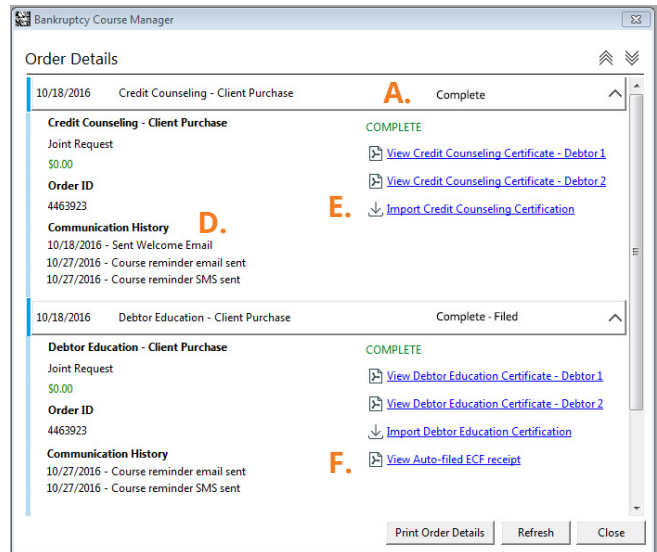 Bankruptcy Course Manager
Order Details
10/18/2016 Credit Counseling - Client Purchase A. Complete
Credit Counseling - Client Purchase
Joint Request
$0.00
Order ID
4463923
Communication History
D.
10/18/2016 - Sent Welcome Email
10/27/2016 - Course reminder email sent
10/27/2016 - Course reminder SMS sent
COMPLETE
View Credit Counseling Certificate - Debtor 1
View Credit Counseling Certificate - Debtor 2
E. Import Credit Counseling Certification
10/18/2016 Debtor Education - Client Purchase Complete - Filed
Debtor Education - Client Purchase
Joint Request
$0.00
Order ID
4463923
Communication History
10/27/2016 - Course reminder email sent
10/27/2016 - Course reminder SMS sent
COMPLETE
View Debtor Education Certificate - Debtor 1
View Debtor Education Certificate - Debtor 2
Import Debtor Education Certification
F. View Auto-filed ECF receipt
Print Order Details Refresh Close